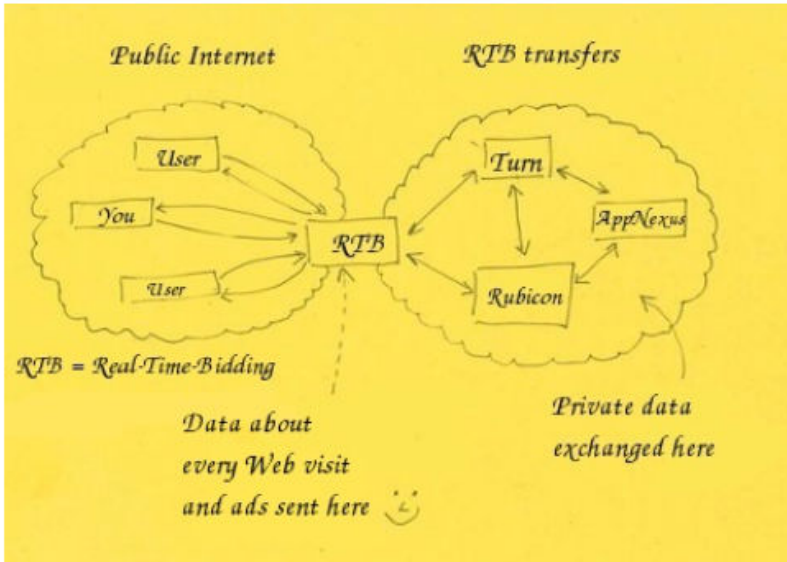 Public Internet
RTB transfers
User
Turn
You
AppNexus
RTB
User
Rubicon
RTB = Real-Time-Bidding
Data about
every Web visit
and ads sent here
Private data
exchanged here